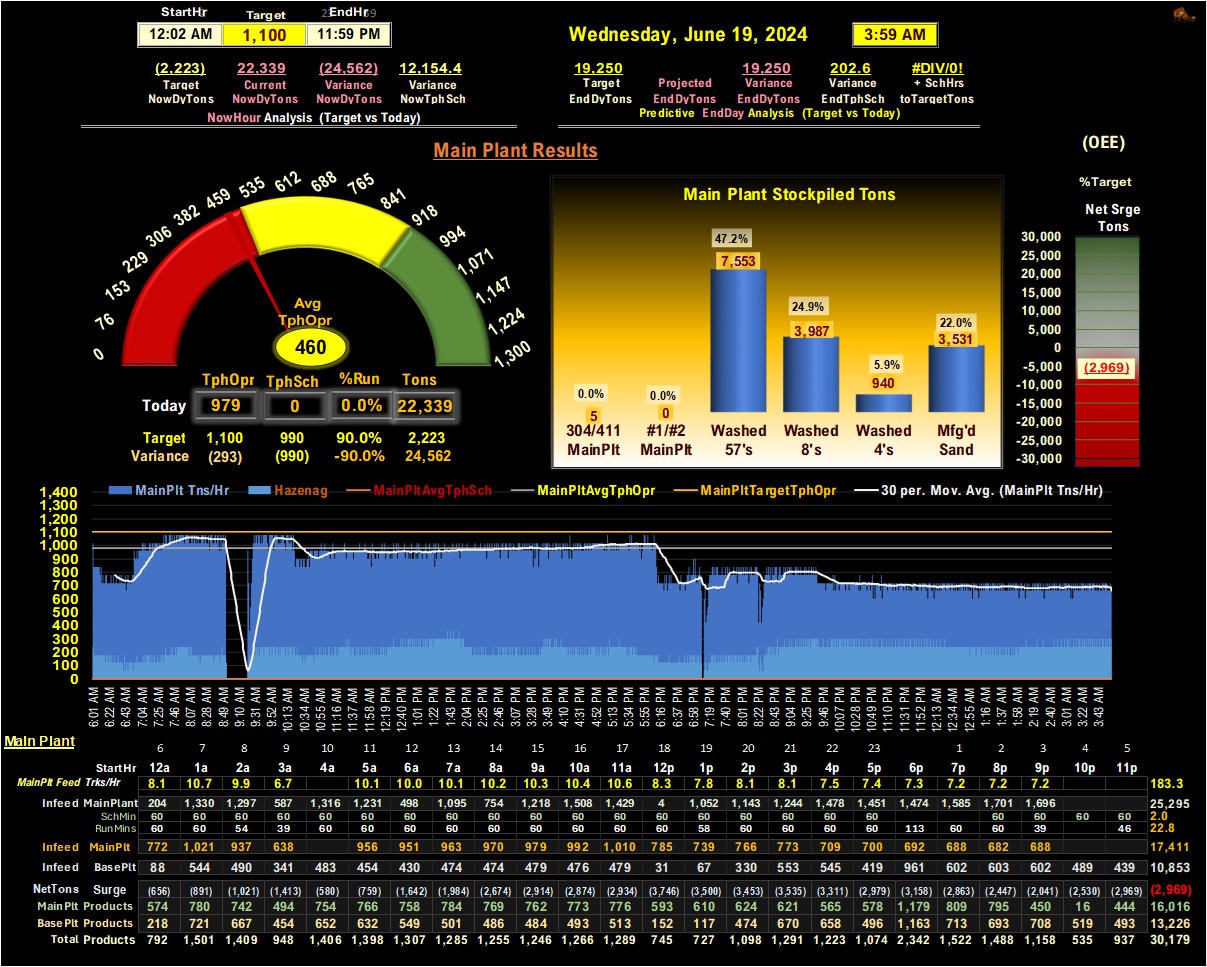 StartHr Target EndHr
12:02 AM 1,100 11:59 PM
Wednesday, June 19, 2024 3:59 AM
(2,223) 22,339 (24,562) 12,154.4
Target Current Variance Variance
NowDyTons NowDyTons NowDyTons NowTphSch
NowHour Analysis (Target vs Today)
19,250 19,250 202.6 #DIV/0!
Target Projected Variance Variance + SchHrs
EndDyTons EndDyTons EndDyTons EndTphSch toTargetTons
Predictive EndDay Analysis (Target vs Today)
Main Plant Results
(OEE)
%Target
Net Srge
Tons
0 76 153 229 306 382 459 535 612 688 765 841 918 994 1,071 1,147 1,224 1,300
Avg
TphOpr
460
TphOpr TphSch %Run Tons
Today 979 0 0.0% 22,339
Target 1,100 990 90.0% 2,223
Variance (293) (990) -90.0% 24,562
Main Plant Stockpiled Tons
0.0% 0.0% 47.2% 24.9% 5.9% 22.0%
5 0 7,553 3,987 940 3,531
304/411 #1/#2 Washed Washed Washed Mfg'd
MainPlt MainPlt 57's 8's 4's Sand
30,000
25,000
20,000
15,000
10,000
5,000
0
-5,000
(2,969)
-10,000
-15,000
-20,000
-25,000
-30,000
MainPlt Tns/Hr Hazenag MainPltAvgTphSch MainPltAvgTphOpr MainPltTargetTphOpr 30 per. Mov. Avg. (MainPlt Tns/Hr)
1,400
1,300
1,200
1,100
1,000
900
800
700
600
500
400
300
200
100
0
6:01 AM 6:22 AM 6:43 AM 7:04 AM 7:25 AM 7:46 AM 8:07 AM 8:28 AM 8:49 AM 9:10 AM 9:31 AM 9:52 AM 10:13 AM 10:34 AM 10:55 AM 11:16 AM 11:37 AM 11:58 AM 12:19 PM 12:40 PM 1:01 PM 1:22 PM 1:43 PM 2:04 PM 2:25 PM 2:46 PM 3:07 PM 3:28 PM 3:49 PM 4:10 PM 4:31 PM 4:52 PM 5:13 PM 5:34 PM 5:55 PM 6:16 PM 6:37 PM 6:58 PM 7:19 PM 7:40 PM 8:01 PM 8:22 PM 8:43 PM 9:04 PM 9:25 PM 9:46 PM 10:07 PM 10:28 PM 10:49 PM 11:10 PM 11:31 PM 11:52 PM 12:13 AM 12:34 AM 12:55 AM 1:16 AM 1:37 AM 1:58 AM 2:19 AM 2:40 AM 3:01 AM 3:22 AM 3:43 AM
Main Plant
6 7 8 9 10 11 12 13 14 15 16 17 18 19 20 21 22 23 1 2 3 4 5
StartHr 12a 1a 2a 3a 4a 5a 6a 7a 8a 9a 10a 11a 12p 1p 2p 3p 4p 5p 6p 7p 8p 9p 10p 11p
MainPlt Feed Trks/Hr 8.1 10.7 9.9 6.7 10.1 10.0 10.1 10.2 10.3 10.4 10.6 8.3 7.8 8.1 8.1 7.5 7.4 7.3 7.2 7.2 7.2 183.3
Infeed MainPlant 204 1,330 1,297 587 1,316 1,231 498 1,095 754 1,218 1,508 1,429 4 1,052 1,143 1,244 1,478 1,451 1,474 1,585 1,701 1,696 25,295
SchMin 60 60 60 60 60 60 60 60 60 60 60 60 60 60 60 60 60 60 60 60 60 60 2.0
RunMins 60 60 54 39 60 60 60 60 60 60 60 60 58 60 60 60 60 113 60 60 39 46 22.8
Infeed MainPlt 772 1,021 937 638 956 951 963 970 979 992 1,010 785 739 766 773 709 700 692 688 682 688 17,411
Infeed BasePlt 88 544 490 341 483 454 430 454 474 479 476 479 31 67 330 553 545 419 961 602 603 602 489 439 10,853
NetTons Surge (656) (891) (1,021) (1,413) (580) (759) (1,642) (1,984) (2,674) (2,914) (2,874) (2,934) (3,746) (3,500) (3,453) (3,535) (3,311) (2,979) (3,158) (2,863) (2,447) (2,041) (2,530) (2,969) (2,969)
MainPlt Products 574 780 742 494 754 766 758 784 769 762 773 776 593 610 624 621 565 578 1,179 809 795 450 16 444 16,016
BasePlt Products 218 721 667 454 652 632 549 501 486 484 493 513 152 117 474 670 658 496 1,163 713 693 708 519 493 13,226
Total Products 792 1,501 1,409 948 1,406 1,398 1,307 1,285 1,255 1,246 1,266 1,289 745 727 1,098 1,291 1,223 1,074 2,342 1,522 1,488 1,158 535 937 30,179